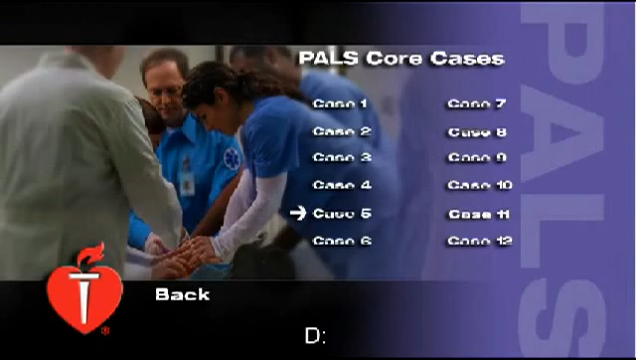 PALS Core Cases
Case 1
Case 2
Case 3
Case 4
→ Case 5
Case 6
Case 7
Case 8
Case 9
Case 10
Case 11
Case 12
Back
D:
PALS